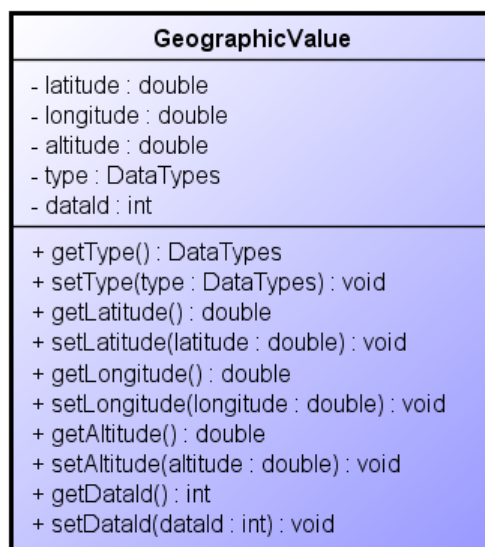 GeographicValue
- latitude : double
- longitude : double
- altitude : double
- type : DataTypes
- dataId : int
+ getType() : DataTypes
+ setType(type : DataTypes) : void
+ getLatitude() : double
+ setLatitude(latitude : double) : void
+ getLongitude() : double
+ setLongitude(longitude : double) : void
+ getAltitude() : double
+ setAltitude(altitude : double) : void
+ getDataId() : int
+ setDataId(dataId : int) : void